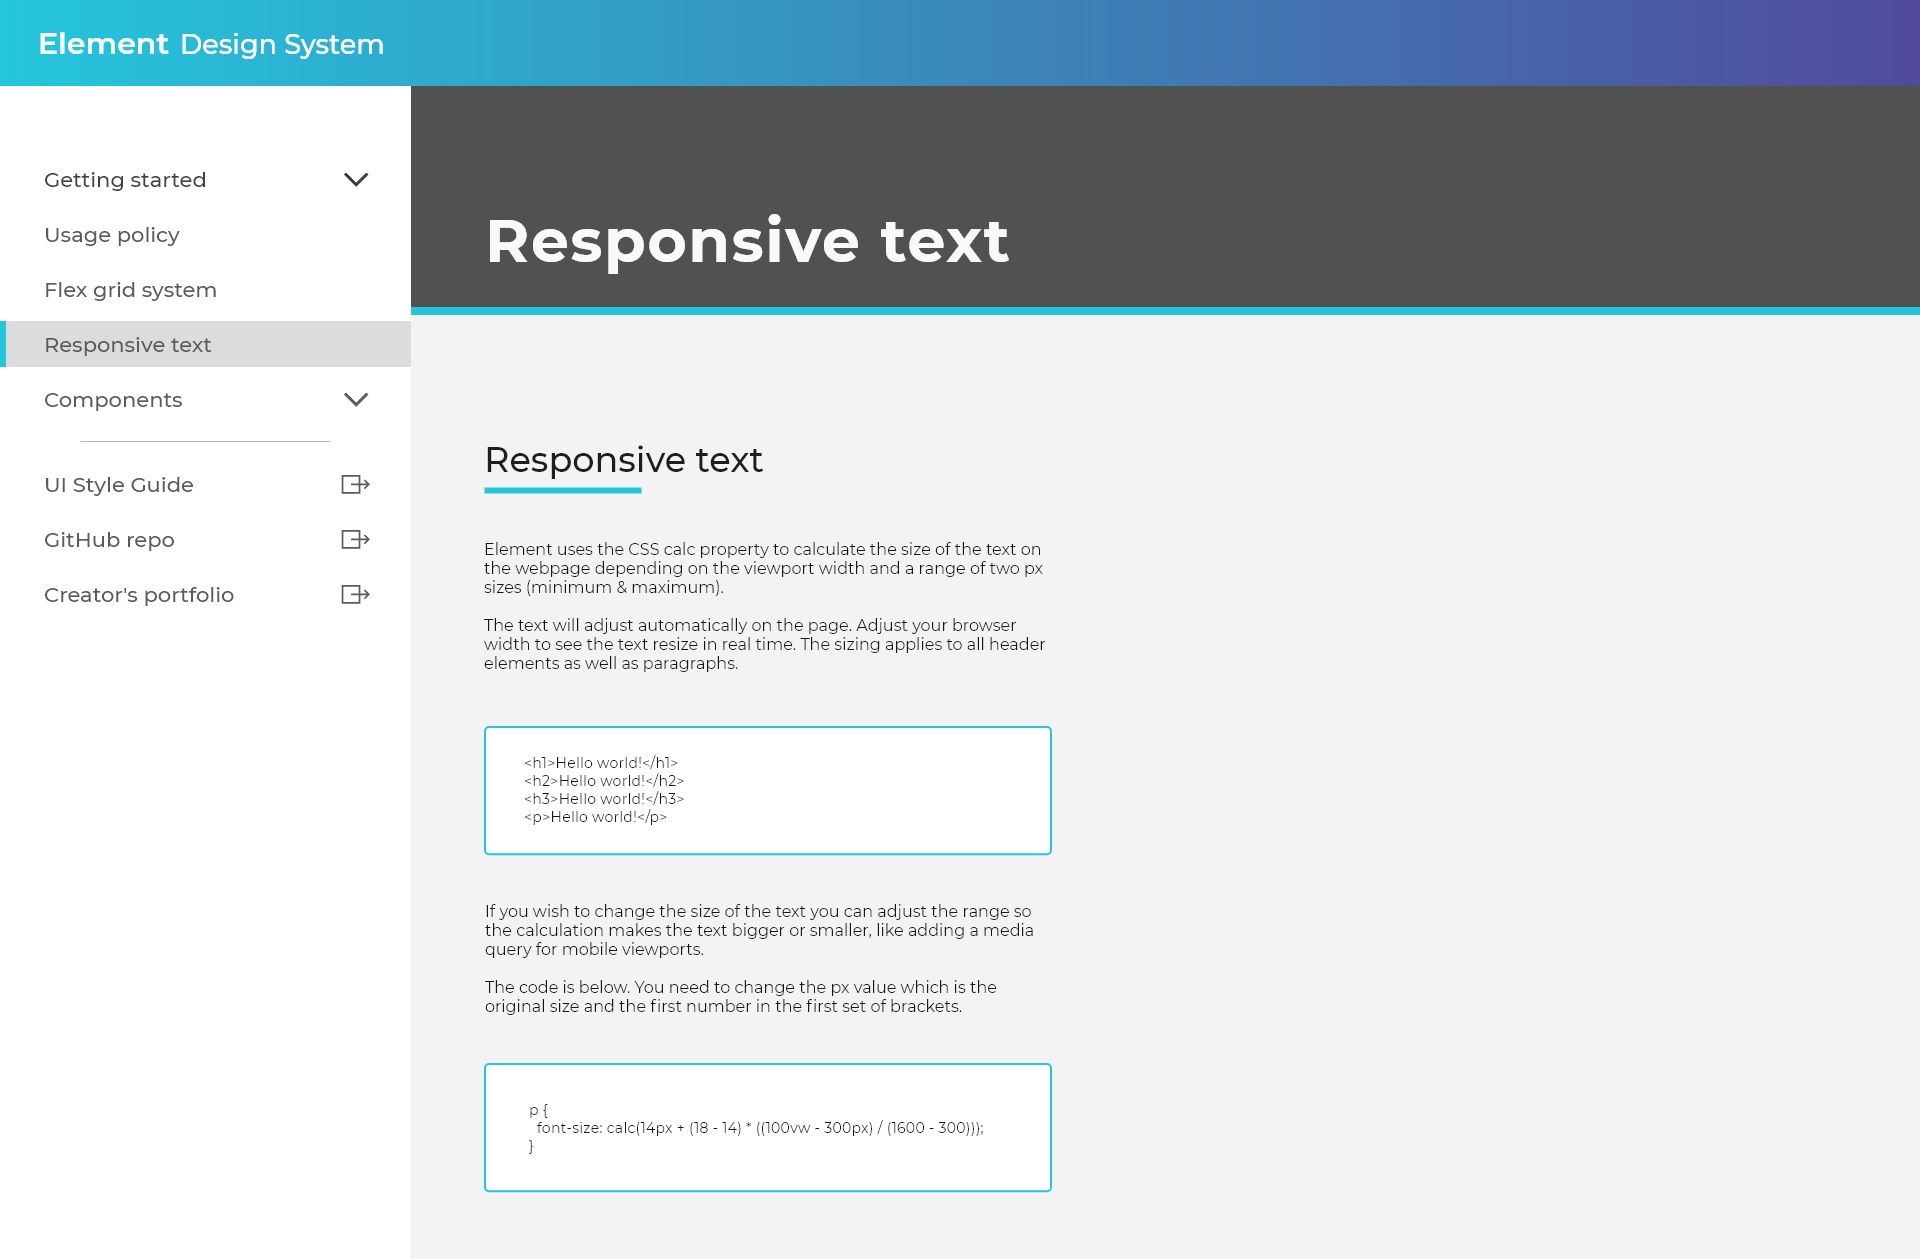 Element Design System
Getting started
Usage policy
Flex grid system
Responsive text
Components
UI Style Guide
GitHub repo
Creator's portfolio
Responsive text
Responsive text
Element uses the CSS calc property to calculate the size of the text on
the webpage depending on the viewport width and a range of two px
sizes (minimum & maximum).
The text will adjust automatically on the page. Adjust your browser
width to see the text resize in real time. The sizing applies to all header
elements as well as paragraphs.
<h1>Hello world!</h1>
<h2>Hello world!</h2>
<h3>Hello world!</h3>
<p>Hello world!</p>
If you wish to change the size of the text you can adjust the range so
the calculation makes the text bigger or smaller, like adding a media
query for mobile viewports.
The code is below. You need to change the px value which is the
original size and the first number in the first set of brackets.
p {
font-size: calc(14px + (18 - 14) * ((100vw - 300px) / (1600 - 300)));
}